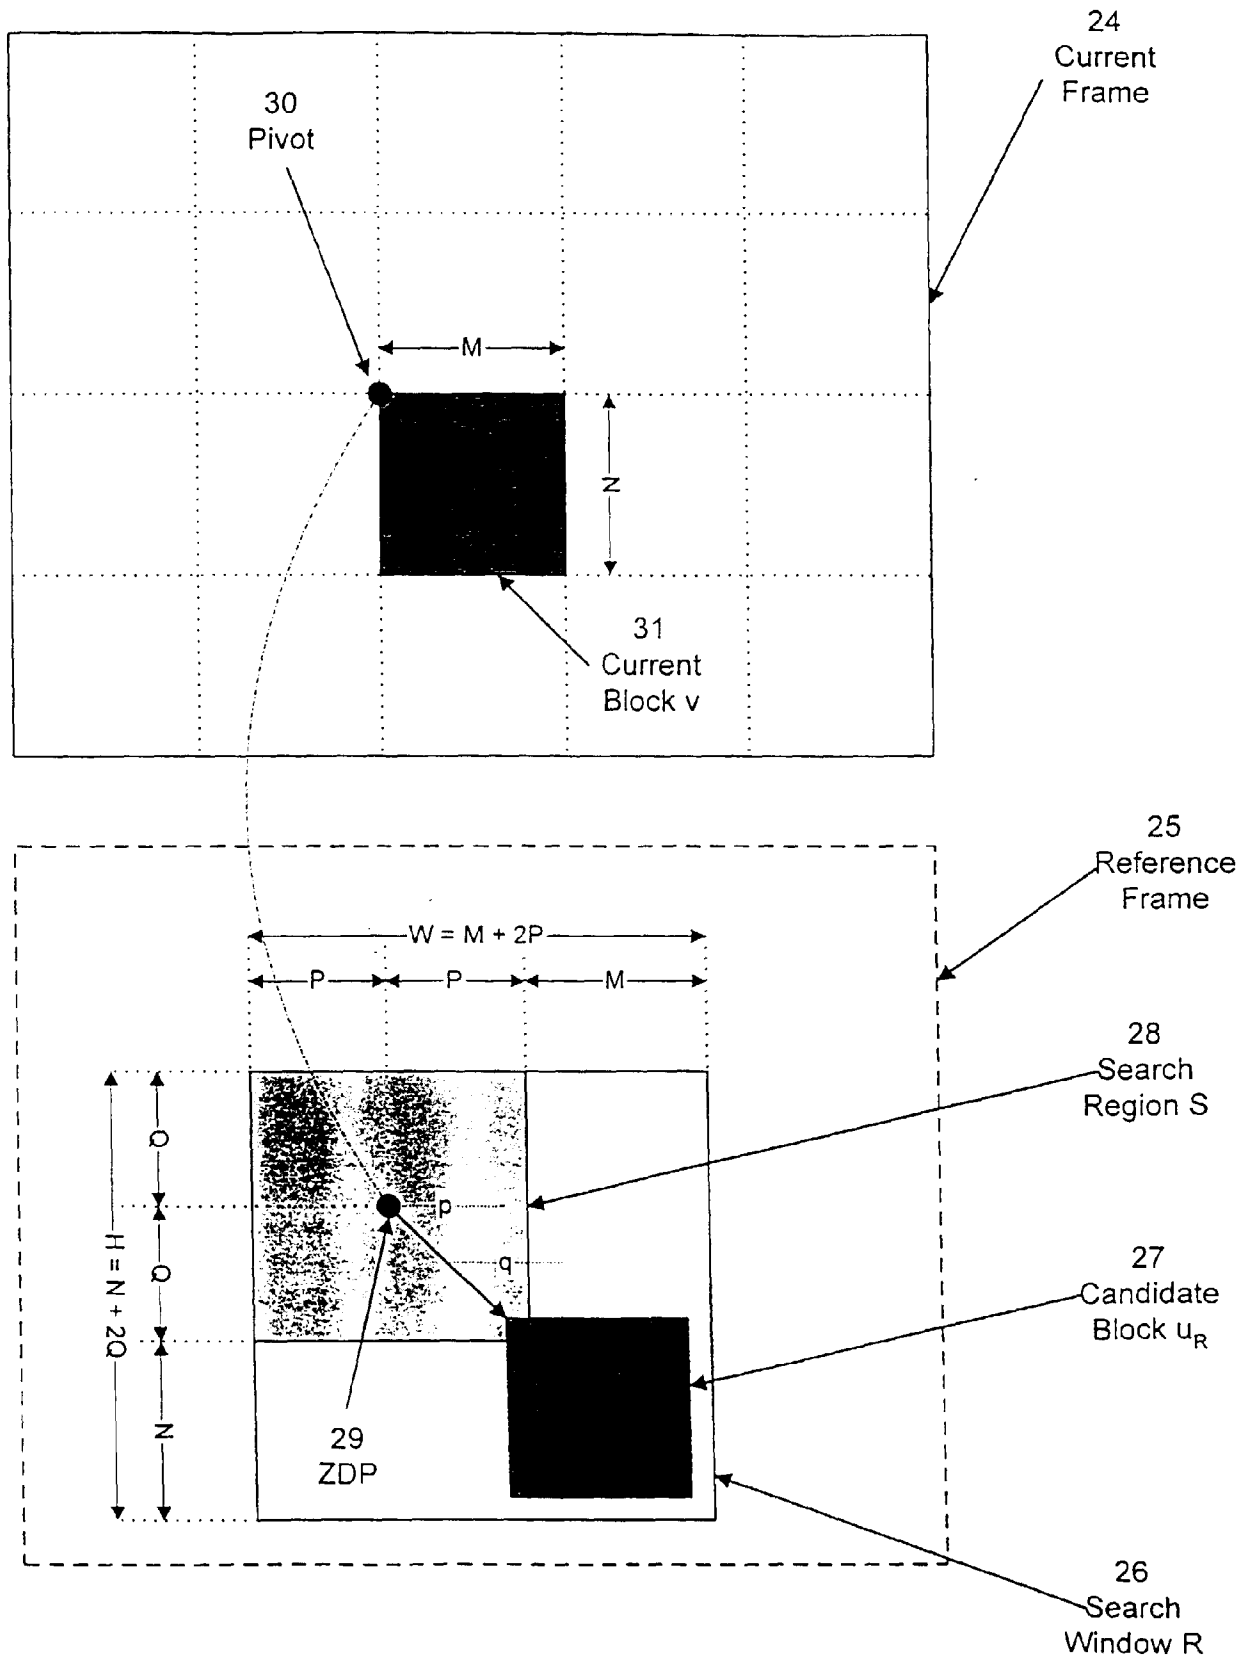 24
Current
Frame
30
Pivot
M
N
31
Current
Block v
25
Reference
Frame
W = M + 2P
P
P
M
28
Search
Region S
Q
p
H = N + 2Q
Q
q
27
Candidate
Block u_R
N
29
ZDP
26
Search
Window R